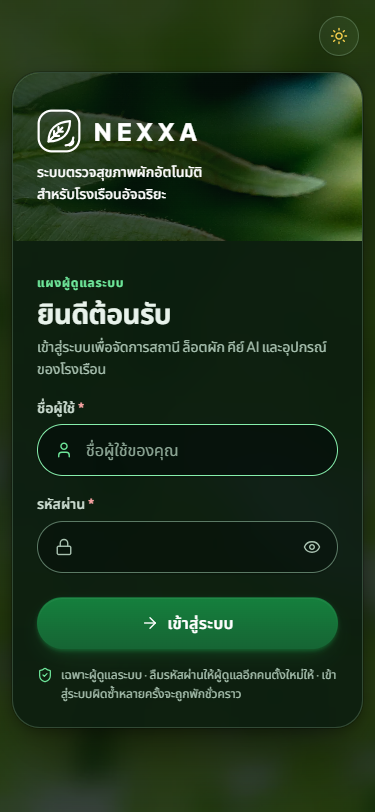 NEXXA
ระบบตรวจสุขภาพผักอัตโนมัติ
สำหรับโรงเรือนอัจฉริยะ
แผงผู้ดูแลระบบ
ยินดีต้อนรับ
เข้าสู่ระบบเพื่อจัดการสถานี ล็อตผัก คีย์ AI และอุปกรณ์
ของโรงเรือน
ชื่อผู้ใช้ *
ชื่อผู้ใช้ของคุณ
รหัสผ่าน *
เข้าสู่ระบบ
เฉพาะผู้ดูแลระบบ · ลืมรหัสผ่านให้ผู้ดูแลอีกคนตั้งใหม่ให้ · เข้า
สู่ระบบผิดซ้ำหลายครั้งจะถูกพักชั่วคราว